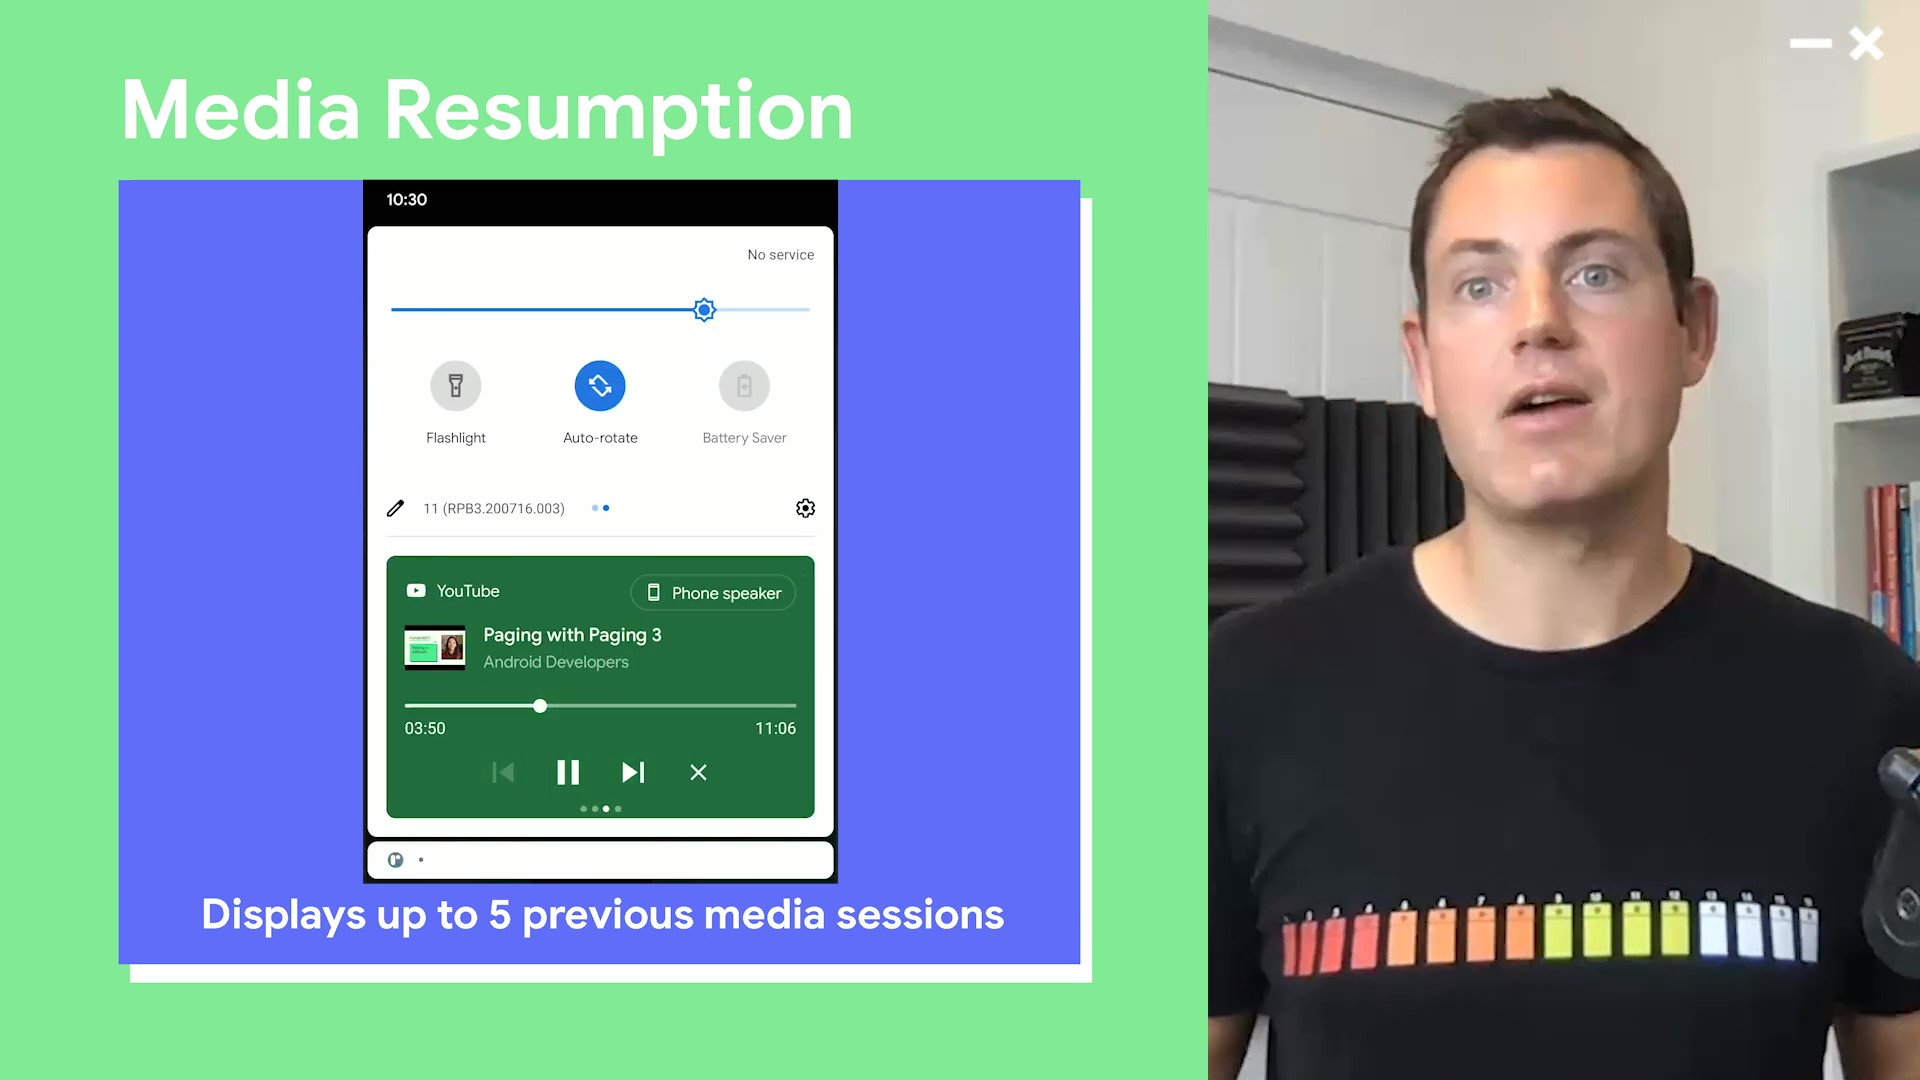 Media Resumption
10:30
No service
Flashlight
Auto-rotate
Battery Saver
11 (RPB3.200716.003)
YouTube
Phone speaker
Paging with Paging 3
Android Developers
03:50
11:06
Displays up to 5 previous media sessions